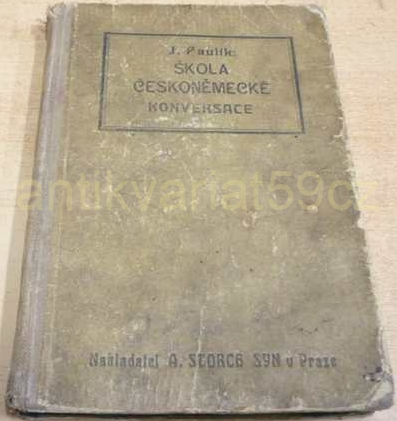 J. Paulík:
ŠKOLA
ČESKONĚMECKÉ
KONVERSACE
antikvariat59cz
Nakladatel A. STORCH SYN v Praze